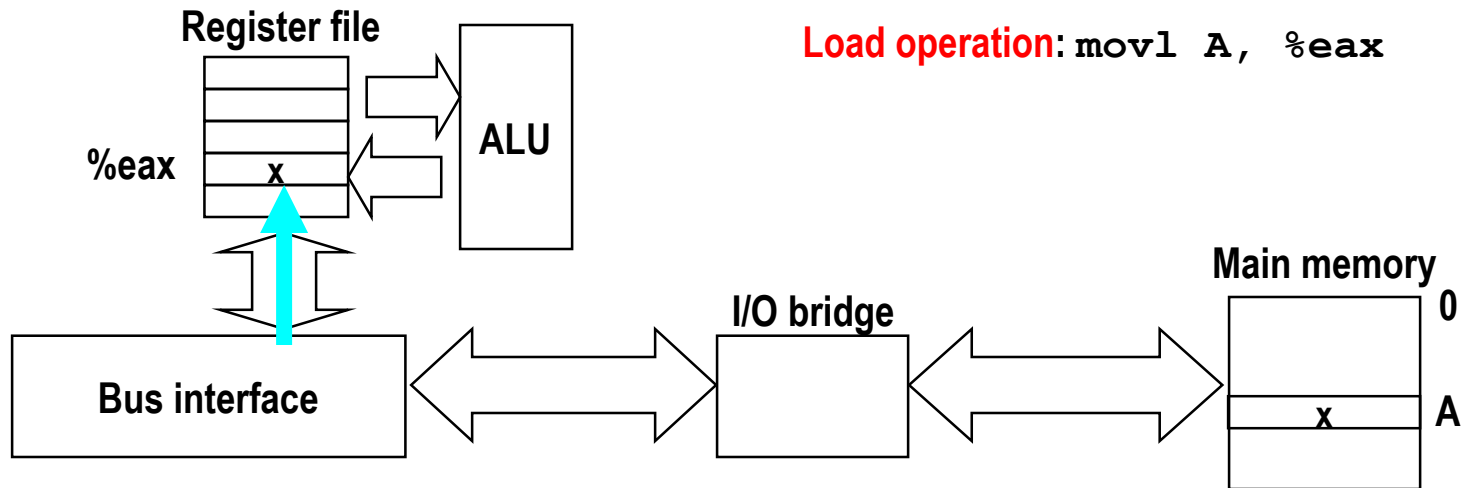 Register file
Load operation: movl A, %eax
ALU
%eax
x
Main memory
0
I/O bridge
Bus interface
x
A